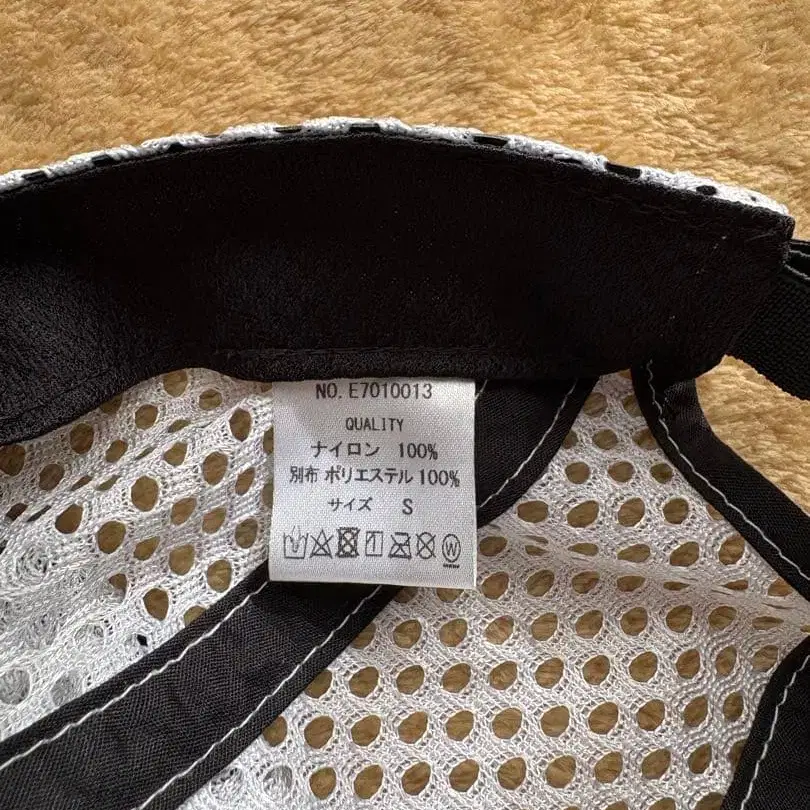 NO. E7010013
QUALITY
ナイロン 100%
別布 ポリエステル 100%
サイズ S
W